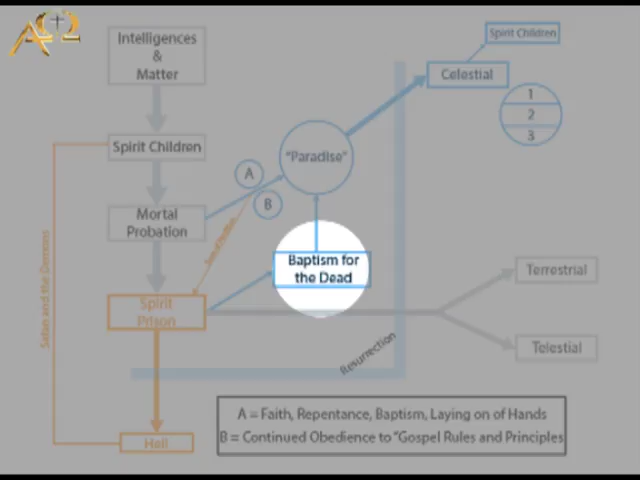 ΑΩ
Intelligences
&
Matter
Spirit Children
Celestial
1
2
3
Spirit Children
"Paradise"
A
B
Mortal
Probation
Baptism for
the Dead
Terrestrial
Satan and the Demons
Spirit
Prison
Resurrection
Telestial
A = Faith, Repentance, Baptism, Laying on of Hands
B = Continued Obedience to "Gospel Rules and Principles
Hell